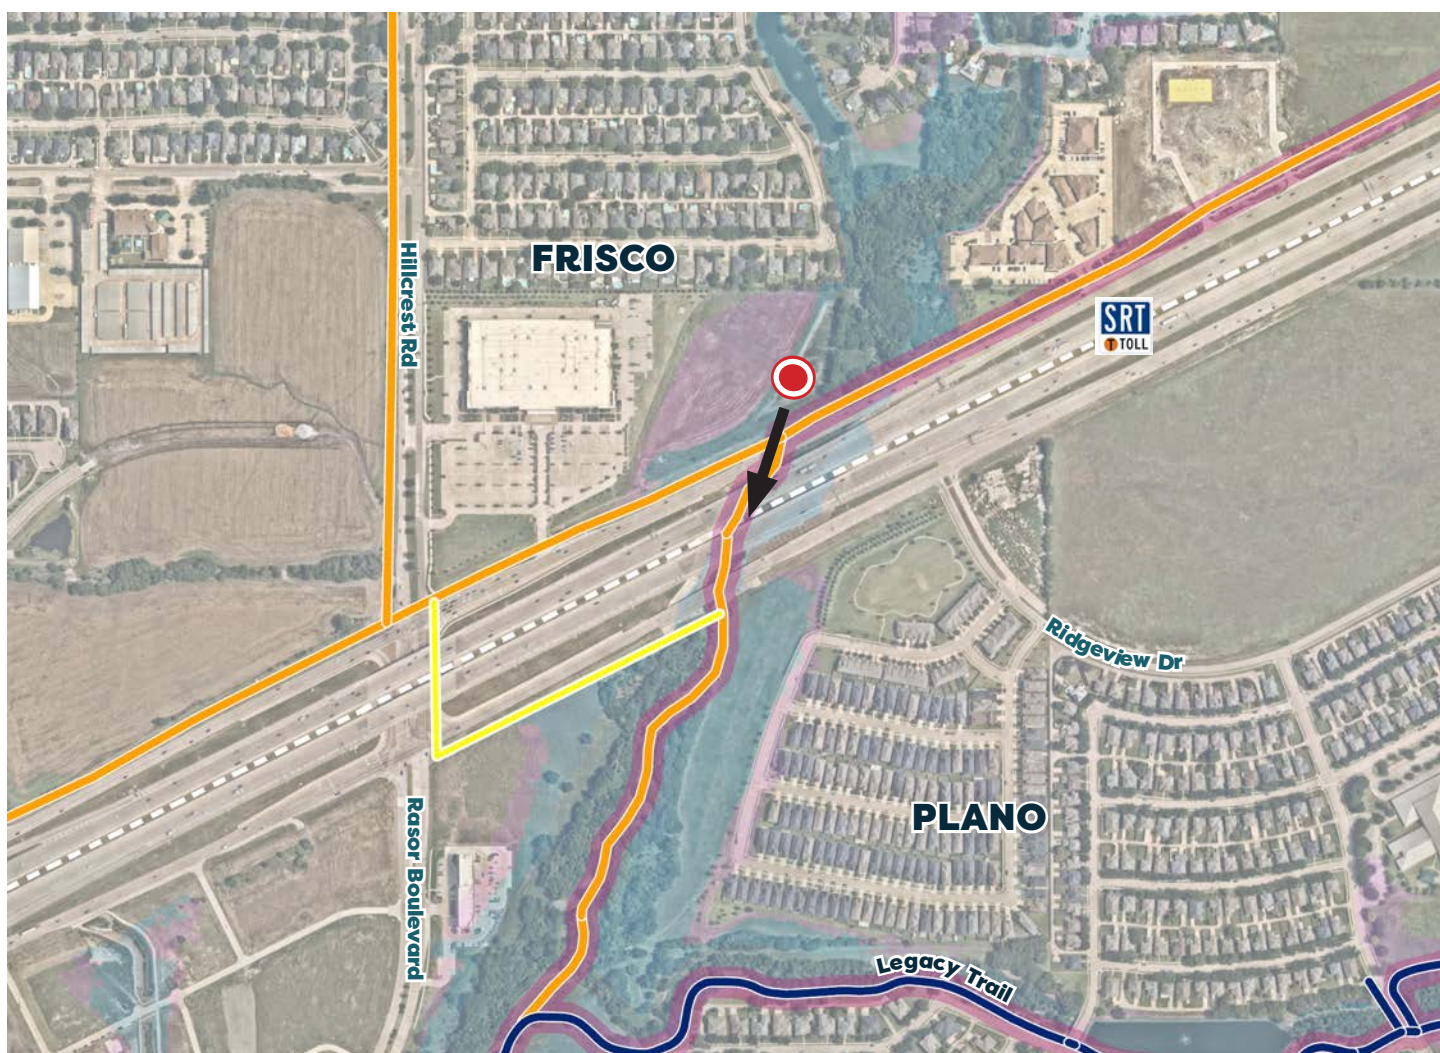 FRISCO
Hillcrest Rd
SRT
T TOLL
Ridgeview Dr
PLANO
Rasor Boulevard
Legacy Trail